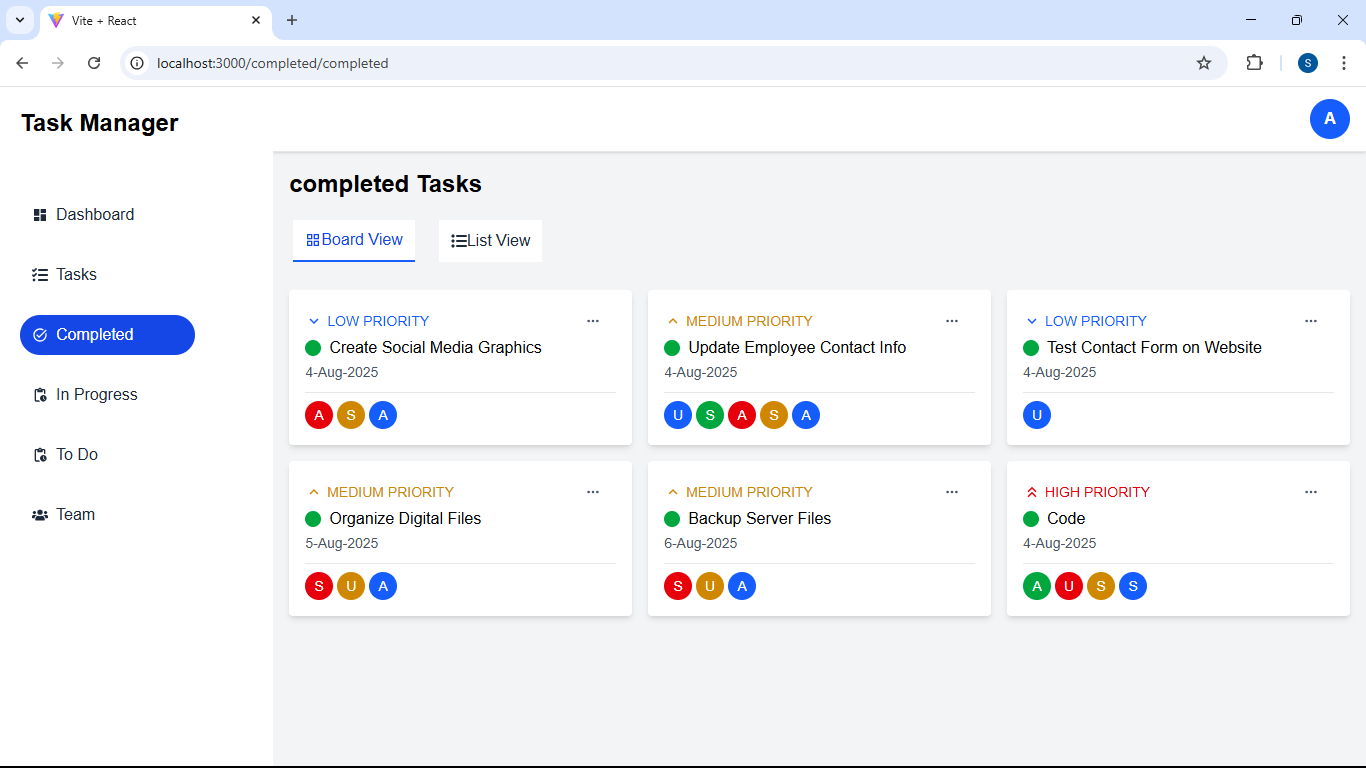 Vite + React
localhost:3000/completed/completed
S
Task Manager
A
Dashboard
Tasks
Completed
In Progress
To Do
Team
completed Tasks
Board View
List View
LOW PRIORITY
Create Social Media Graphics
4-Aug-2025
A S A
MEDIUM PRIORITY
Update Employee Contact Info
4-Aug-2025
U S A S A
LOW PRIORITY
Test Contact Form on Website
4-Aug-2025
U
MEDIUM PRIORITY
Organize Digital Files
5-Aug-2025
S U A
MEDIUM PRIORITY
Backup Server Files
6-Aug-2025
S U A
HIGH PRIORITY
Code
4-Aug-2025
A U S S